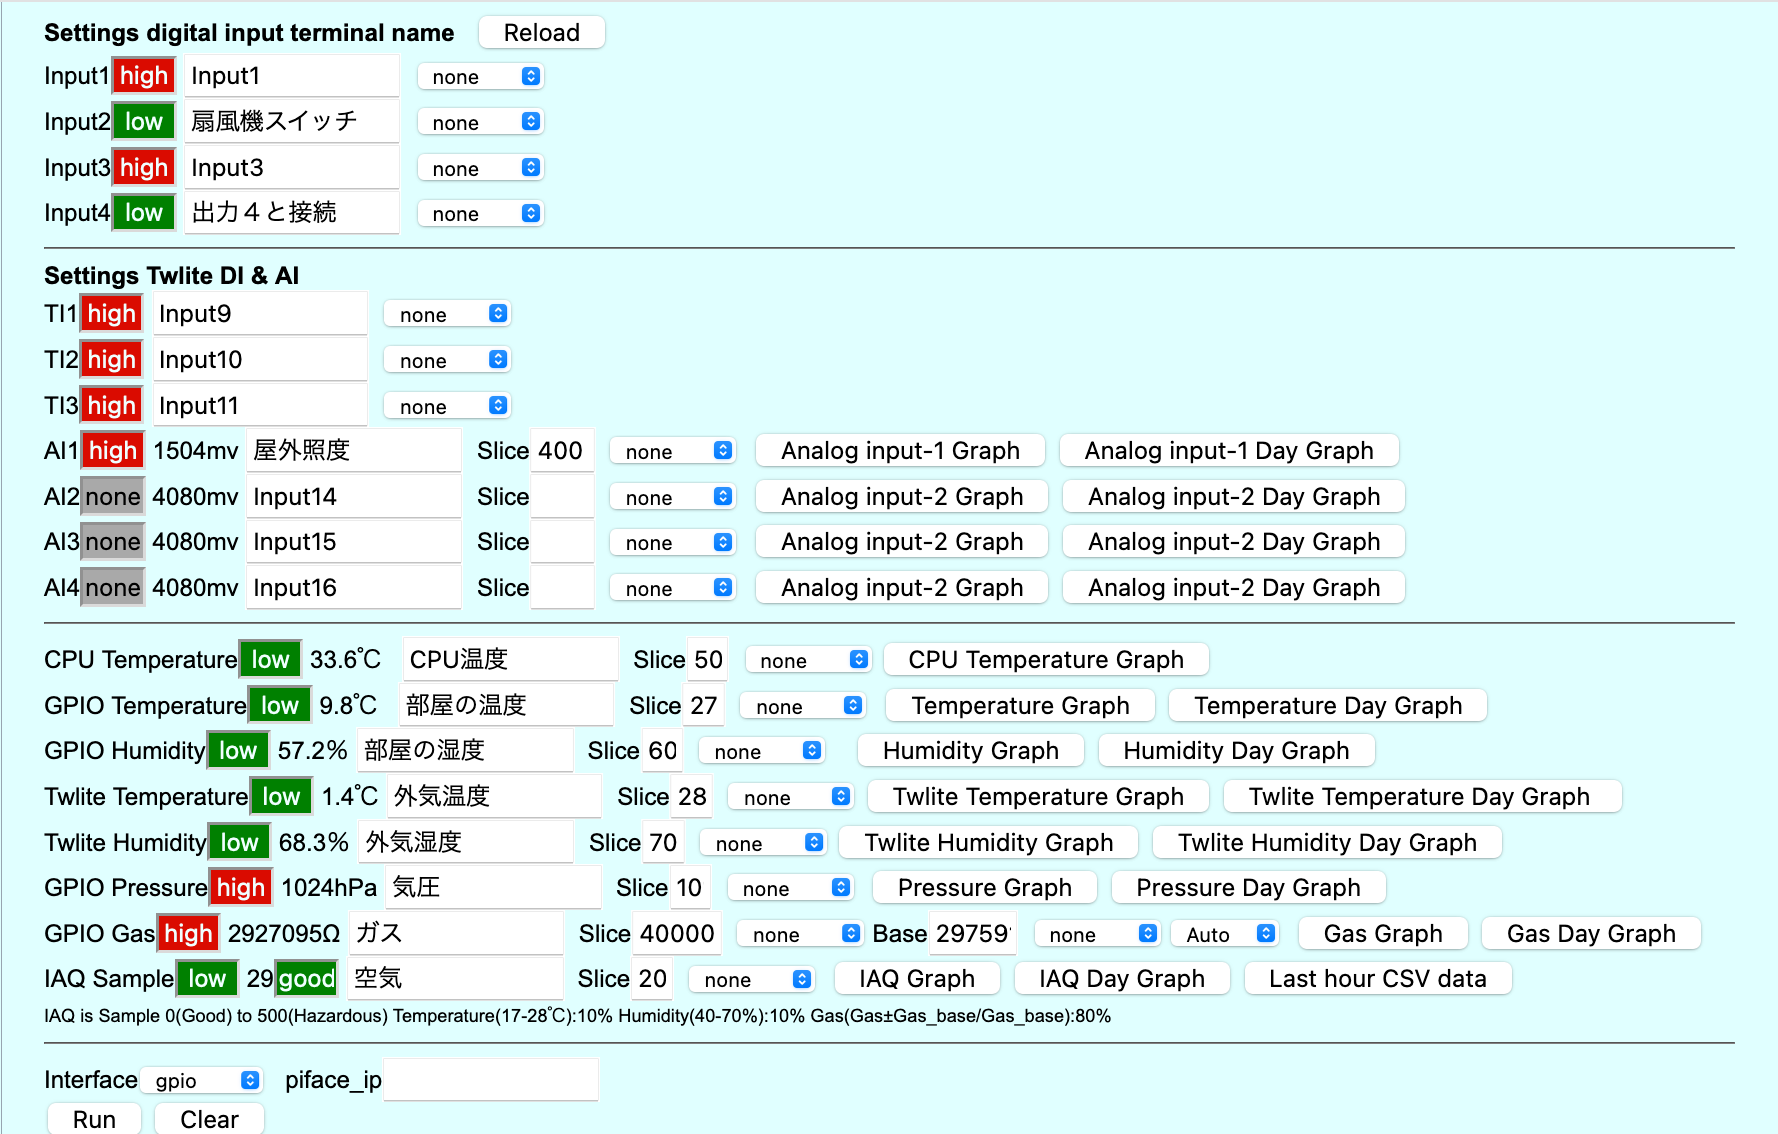 Settings digital input terminal name Reload
Input1 high Input1 none
Input2 low 扇風機スイッチ none
Input3 high Input3 none
Input4 low 出力４と接続 none
Settings Twlite DI & AI
TI1 high Input9 none
TI2 high Input10 none
TI3 high Input11 none
AI1 high 1504mv 屋外照度 Slice 400 none Analog input-1 Graph Analog input-1 Day Graph
AI2 none 4080mv Input14 Slice none Analog input-2 Graph Analog input-2 Day Graph
AI3 none 4080mv Input15 Slice none Analog input-2 Graph Analog input-2 Day Graph
AI4 none 4080mv Input16 Slice none Analog input-2 Graph Analog input-2 Day Graph
CPU Temperature low 33.6℃ CPU温度 Slice 50 none CPU Temperature Graph
GPIO Temperature low 9.8℃ 部屋の温度 Slice 27 none Temperature Graph Temperature Day Graph
GPIO Humidity low 57.2% 部屋の湿度 Slice 60 none Humidity Graph Humidity Day Graph
Twlite Temperature low 1.4℃ 外気温度 Slice 28 none Twlite Temperature Graph Twlite Temperature Day Graph
Twlite Humidity low 68.3% 外気湿度 Slice 70 none Twlite Humidity Graph Twlite Humidity Day Graph
GPIO Pressure high 1024hPa 気圧 Slice 10 none Pressure Graph Pressure Day Graph
GPIO Gas high 2927095Ω ガス Slice 40000 none Base 29759 none Auto Gas Graph Gas Day Graph
IAQ Sample low 29 good 空気 Slice 20 none IAQ Graph IAQ Day Graph Last hour CSV data
IAQ is Sample 0(Good) to 500(Hazardous) Temperature(17-28℃):10% Humidity(40-70%):10% Gas(Gas±Gas_base/Gas_base):80%
Interface gpio piface_ip
Run Clear